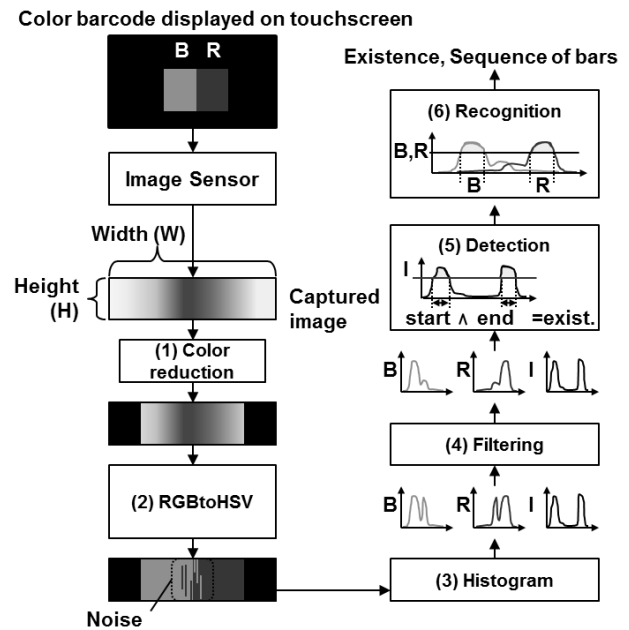 Color barcode displayed on touchscreen
B R
Image Sensor
Width (W)
Height
(H)
Captured
image
(1) Color
reduction
(2) RGBtoHSV
Noise
Existence, Sequence of bars
(6) Recognition
B,R
B R
(5) Detection
I
start ∧ end =exist.
B R I
(4) Filtering
B R I
(3) Histogram